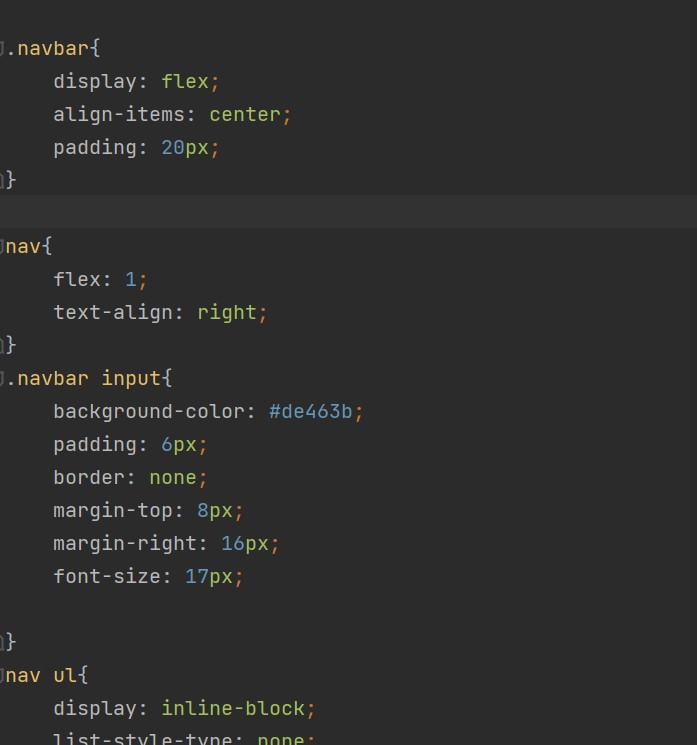 .navbar{
    display: flex;
    align-items: center;
    padding: 20px;
}

nav{
    flex: 1;
    text-align: right;
}
.navbar input{
    background-color: #de463b;
    padding: 6px;
    border: none;
    margin-top: 8px;
    margin-right: 16px;
    font-size: 17px;

}
nav ul{
    display: inline-block;
    list-style-type: none;